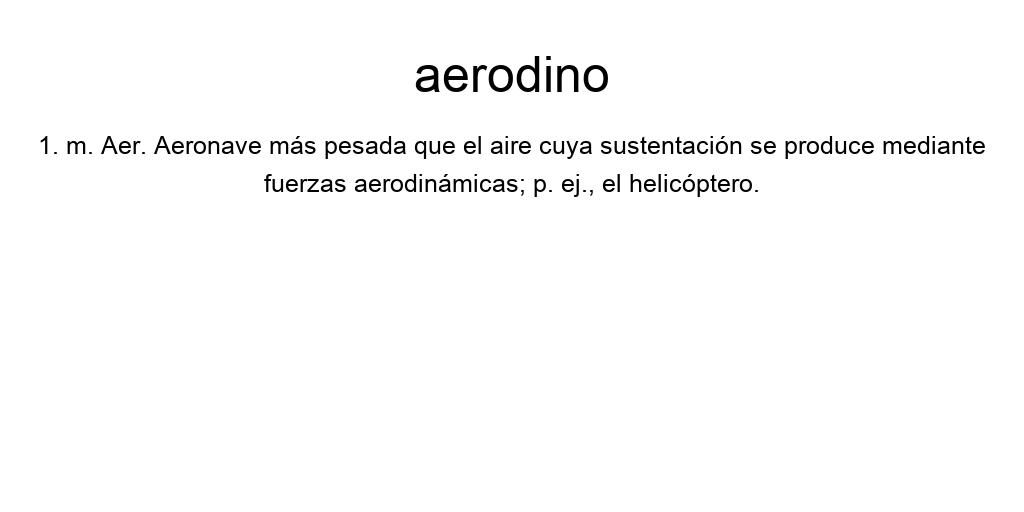 aerodino
1. m. Aer. Aeronave más pesada que el aire cuya sustentación se produce mediante
fuerzas aerodinámicas; p. ej., el helicóptero.